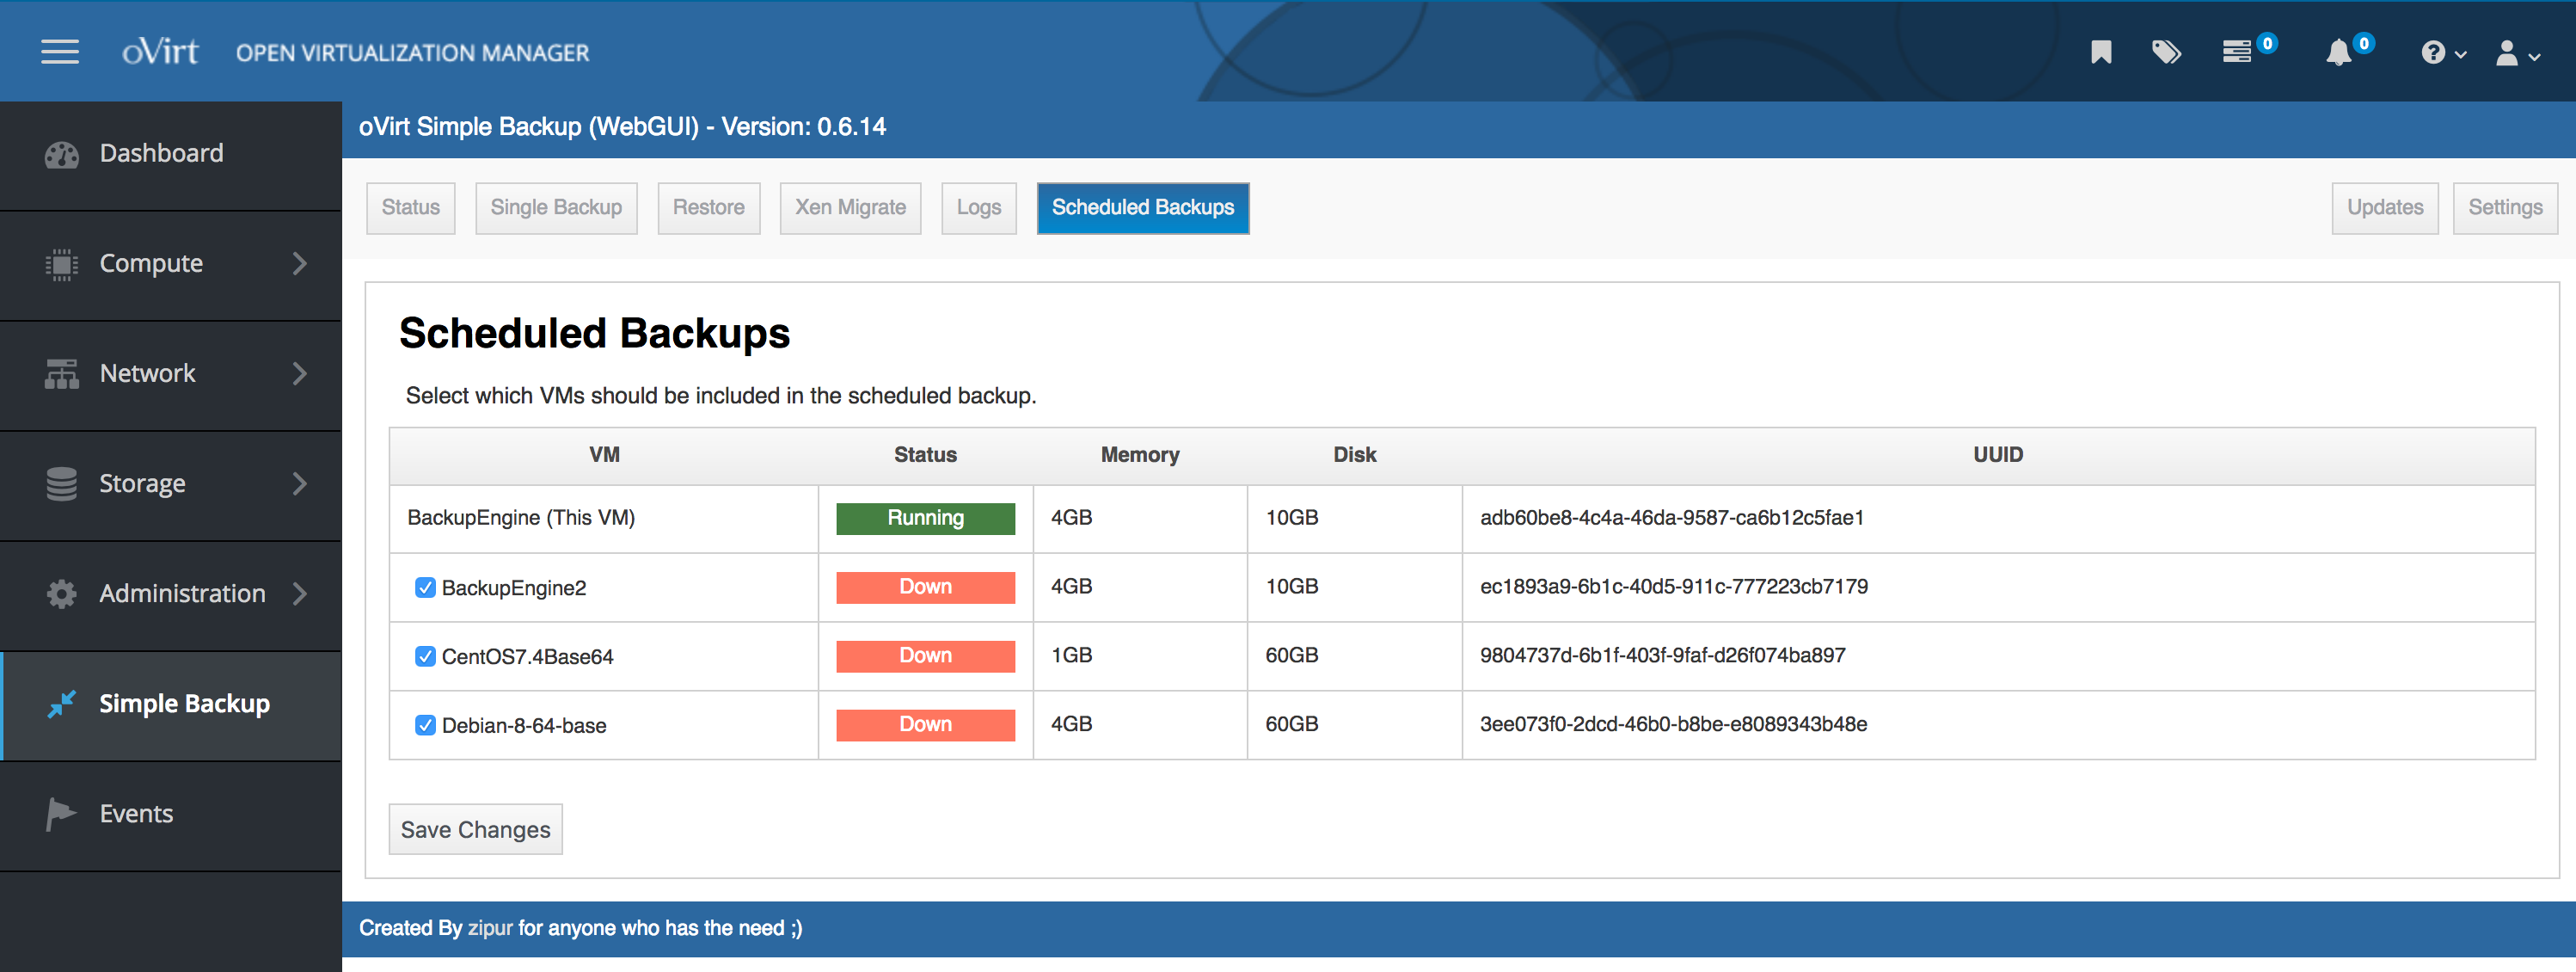 oVirt OPEN VIRTUALIZATION MANAGER 0 0
oVirt Simple Backup (WebGUI) - Version: 0.6.14
Dashboard
Compute
Network
Storage
Administration
Simple Backup
Events
Status Single Backup Restore Xen Migrate Logs Scheduled Backups Updates Settings
Scheduled Backups
Select which VMs should be included in the scheduled backup.
VM Status Memory Disk UUID
BackupEngine (This VM) Running 4GB 10GB adb60be8-4c4a-46da-9587-ca6b12c5fae1
BackupEngine2 Down 4GB 10GB ec1893a9-6b1c-40d5-911c-777223cb7179
CentOS7.4Base64 Down 1GB 60GB 9804737d-6b1f-403f-9faf-d26f074ba897
Debian-8-64-base Down 4GB 60GB 3ee073f0-2dcd-46b0-b8be-e8089343b48e
Save Changes
Created By zipur for anyone who has the need ;)